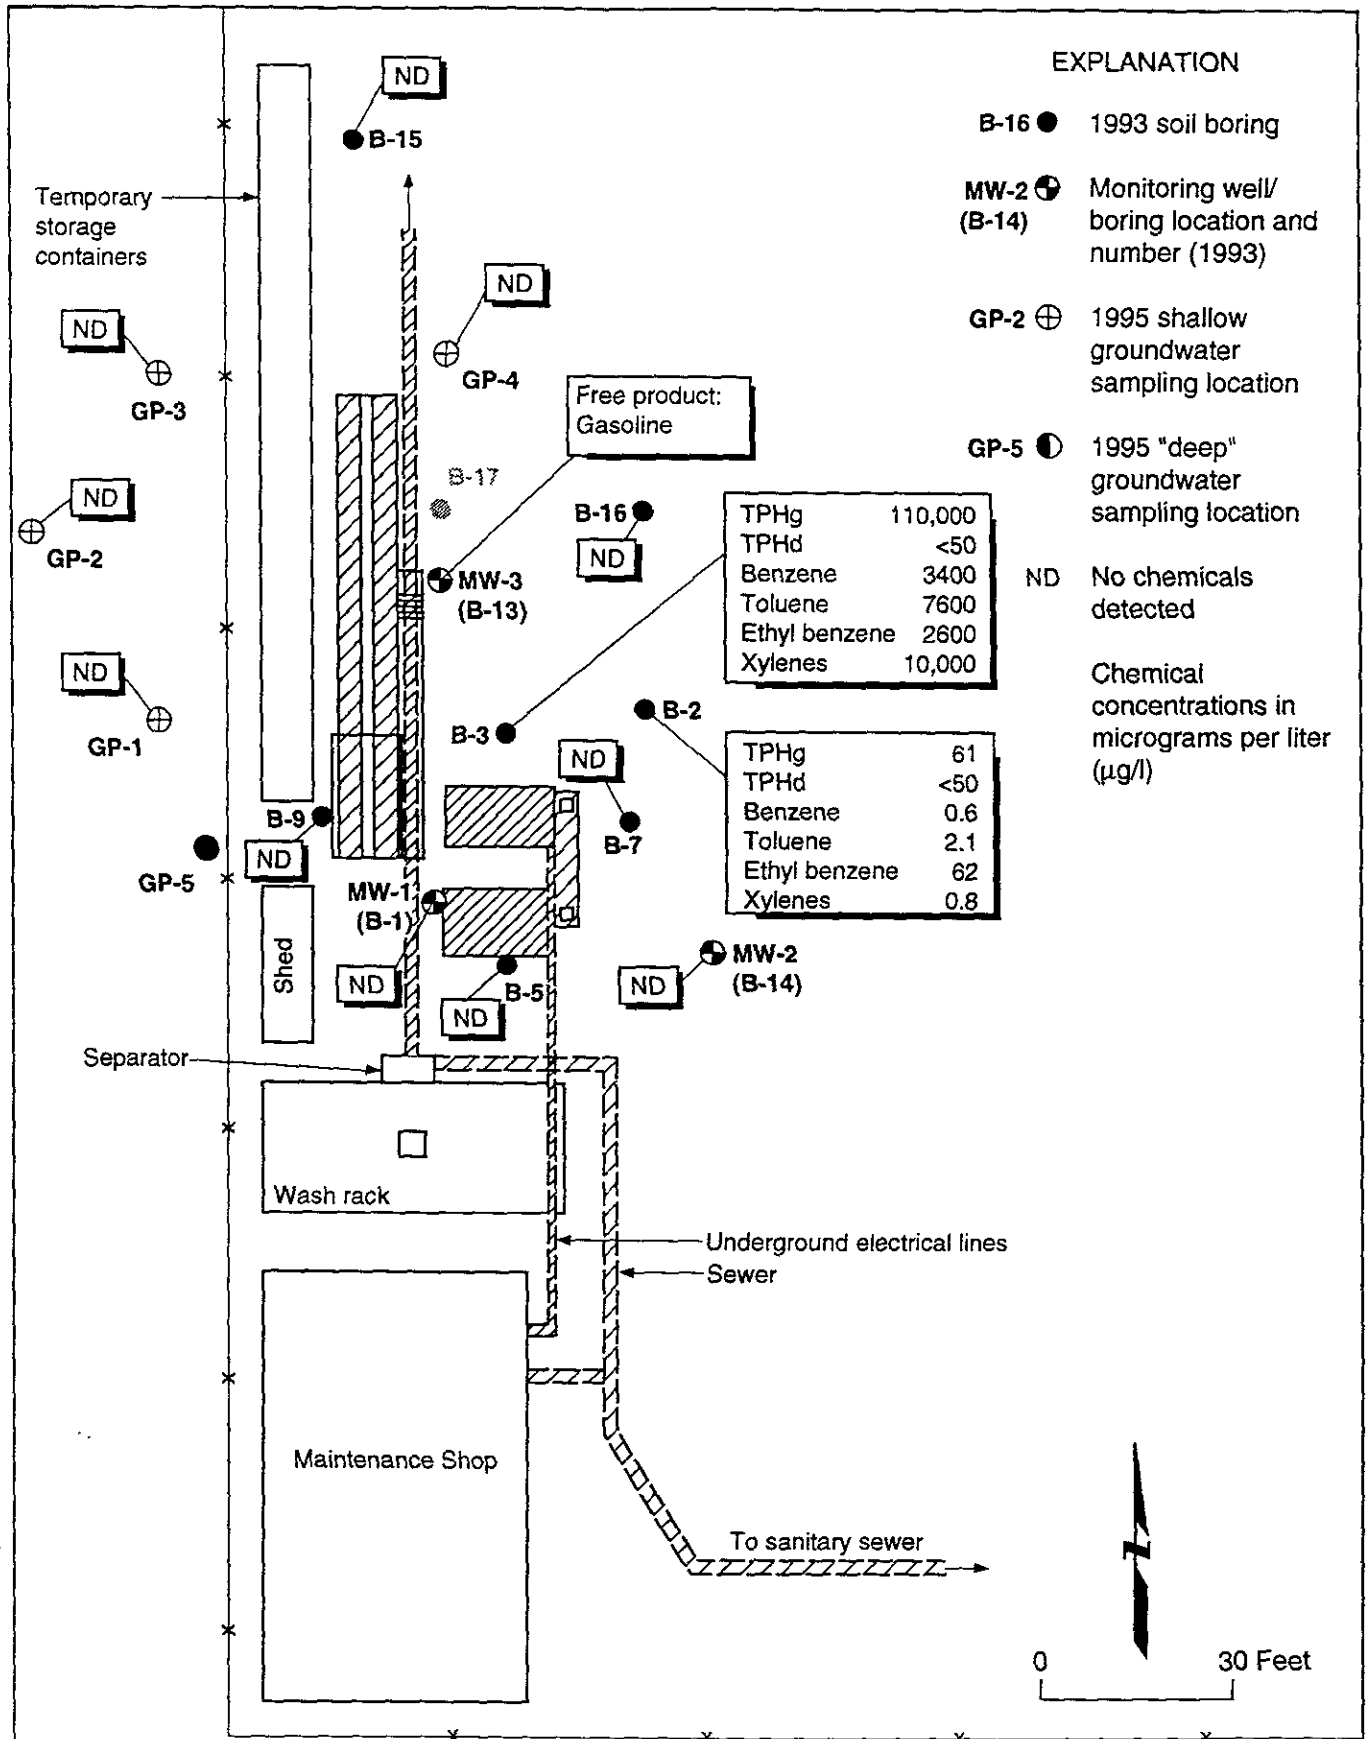 EXPLANATION
B-16 1993 soil boring
MW-2 Monitoring well/
(B-14) boring location and
number (1993)
GP-2 1995 shallow
groundwater
sampling location
GP-5 1995 "deep"
groundwater
sampling location
ND No chemicals
detected
Chemical
concentrations in
micrograms per liter
(µg/l)
ND
B-15
Temporary
storage
containers
ND
GP-4
ND
GP-3
Free product:
Gasoline
B-17
ND
GP-2
B-16
ND
MW-3
(B-13)
TPHg 110,000
TPHd <50
Benzene 3400
Toluene 7600
Ethyl benzene 2600
Xylenes 10,000
ND
GP-1
B-3
B-2
ND
B-7
TPHg 61
TPHd <50
Benzene 0.6
Toluene 2.1
Ethyl benzene 62
Xylenes 0.8
B-9
ND
GP-5
MW-1
(B-1)
ND
Shed
B-5
ND
MW-2
(B-14)
ND
Separator
Wash rack
Underground electrical lines
Sewer
Maintenance Shop
To sanitary sewer
Z
0 30 Feet